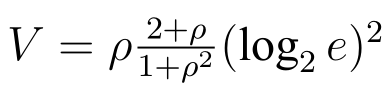 $V = \rho \frac{2+\rho}{1+\rho^2} (\log_2 e)^2$